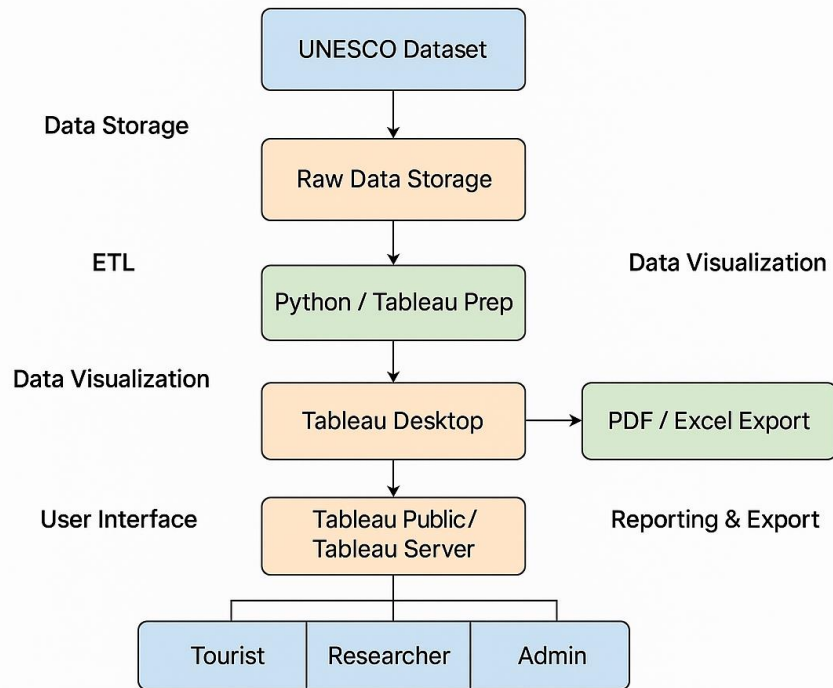 UNESCO Dataset
Data Storage
Raw Data Storage
ETL
Data Visualization
Python / Tableau Prep
Data Visualization
Tableau Desktop
PDF / Excel Export
User Interface
Tableau Public/
Tableau Server
Reporting & Export
Tourist
Researcher
Admin